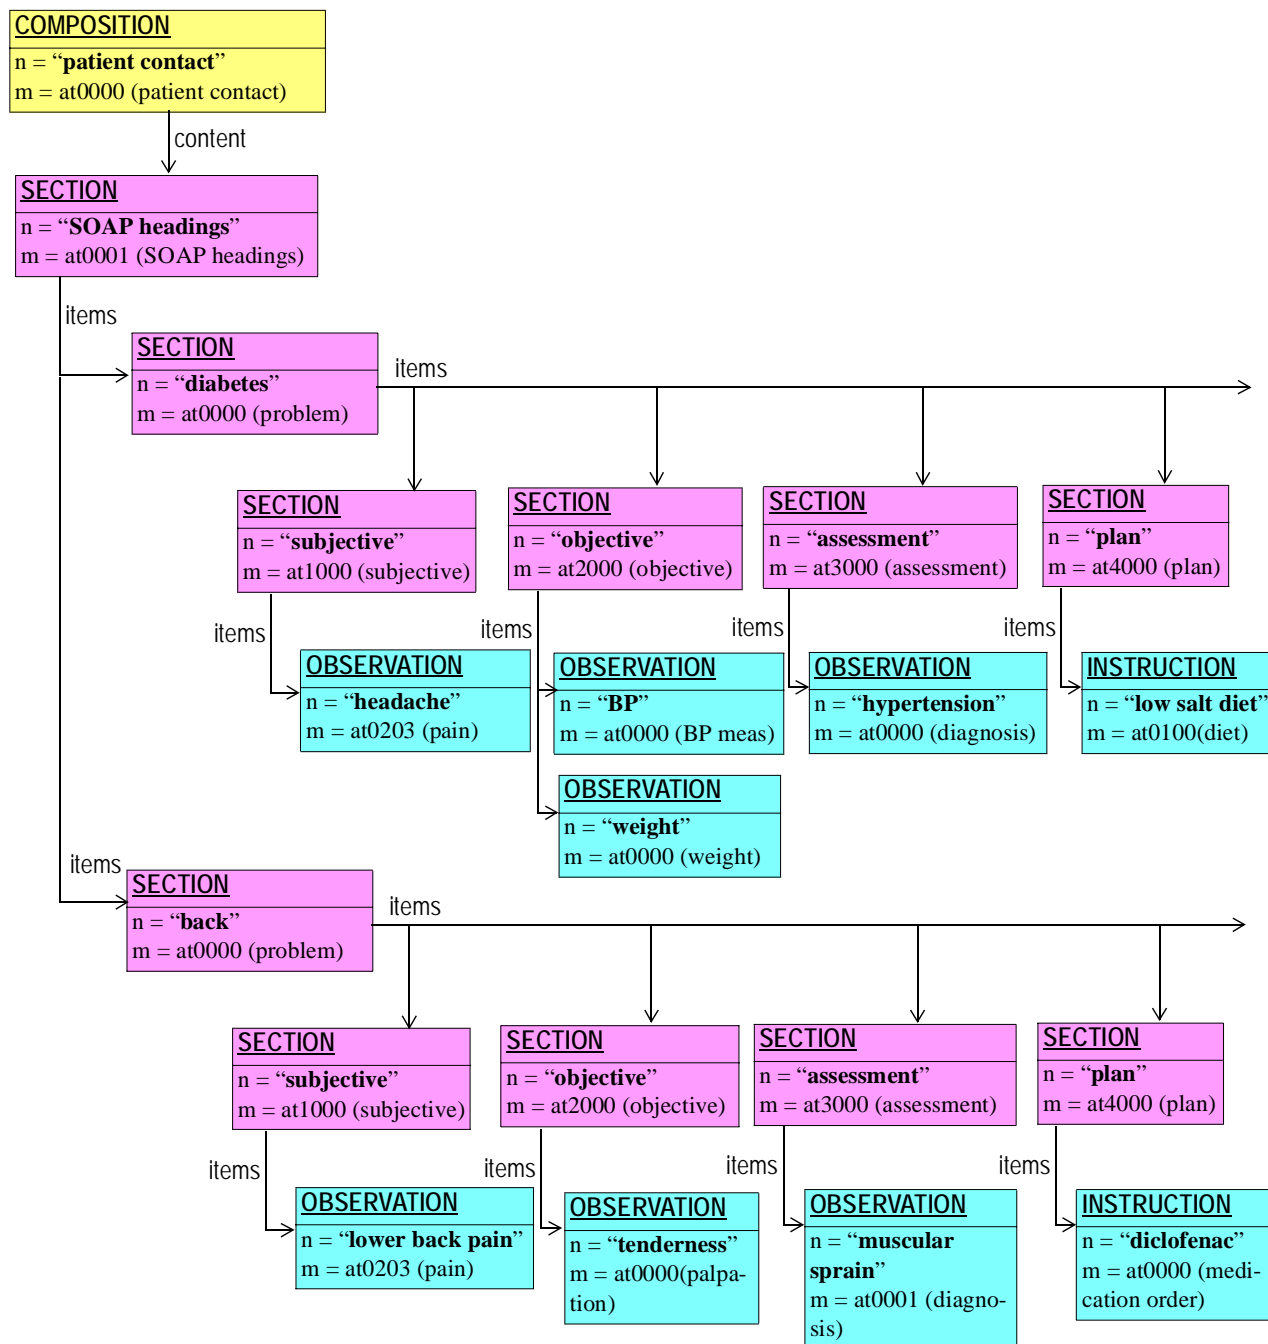 COMPOSITION
n = “patient contact”
m = at0000 (patient contact)
content
SECTION
n = “SOAP headings”
m = at0001 (SOAP headings)
items
SECTION
n = “diabetes”
m = at0000 (problem)
items
SECTION
n = “subjective”
m = at1000 (subjective)
SECTION
n = “objective”
m = at2000 (objective)
SECTION
n = “assessment”
m = at3000 (assessment)
SECTION
n = “plan”
m = at4000 (plan)
items
OBSERVATION
n = “headache”
m = at0203 (pain)
items
OBSERVATION
n = “BP”
m = at0000 (BP meas)
OBSERVATION
n = “weight”
m = at0000 (weight)
items
OBSERVATION
n = “hypertension”
m = at0000 (diagnosis)
items
INSTRUCTION
n = “low salt diet”
m = at0100(diet)
items
SECTION
n = “back”
m = at0000 (problem)
items
SECTION
n = “subjective”
m = at1000 (subjective)
SECTION
n = “objective”
m = at2000 (objective)
SECTION
n = “assessment”
m = at3000 (assessment)
SECTION
n = “plan”
m = at4000 (plan)
items
OBSERVATION
n = “lower back pain”
m = at0203 (pain)
items
OBSERVATION
n = “tenderness”
m = at0000(palpa-
tion)
items
OBSERVATION
n = “muscular
sprain”
m = at0001 (diagno-
sis)
items
INSTRUCTION
n = “diclofenac”
m = at0000 (medi-
cation order)